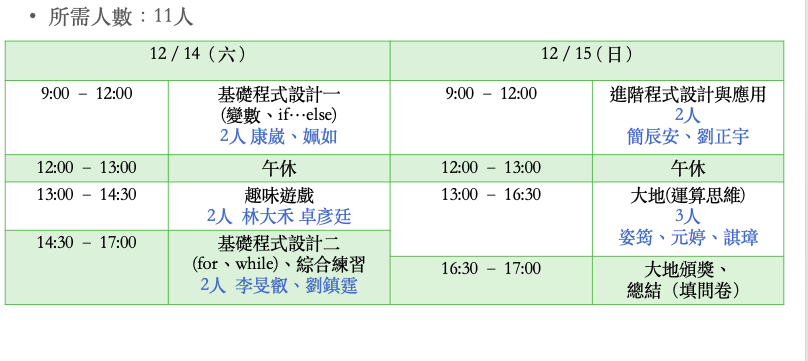 • 所需人數：11人
12 / 14（六）
12 / 15 ( 日 )
9:00 – 12:00
基礎程式設計一
(變數、if…else)
2人 康崴、姵如
9:00 – 12:00
進階程式設計與應用
2人
簡辰安、劉正宇
12:00 – 13:00
午休
12:00 – 13:00
午休
13:00 – 14:30
趣味遊戲
2人 林大禾 卓彥廷
13:00 – 16:30
大地(運算思維)
3人
姿筠、元婷、諆璋
14:30 – 17:00
基礎程式設計二
(for、while)、綜合練習
2人 李旻叡、劉鎮霆
16:30 – 17:00
大地頒獎、
總結（填問卷）